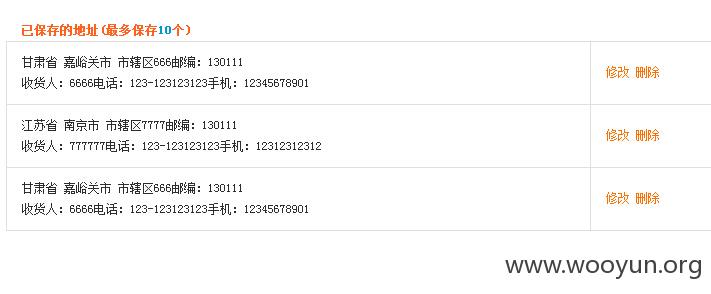 已保存的地址(最多保存10个)
甘肃省 嘉峪关市 市辖区666邮编：130111
收货人：6666电话：123-123123123手机：12345678901
修改 删除
江苏省 南京市 市辖区7777邮编：130111
收货人：777777电话：123-123123123手机：12312312312
修改 删除
甘肃省 嘉峪关市 市辖区666邮编：130111
收货人：6666电话：123-123123123手机：12345678901
修改 删除
www.wooyun.org